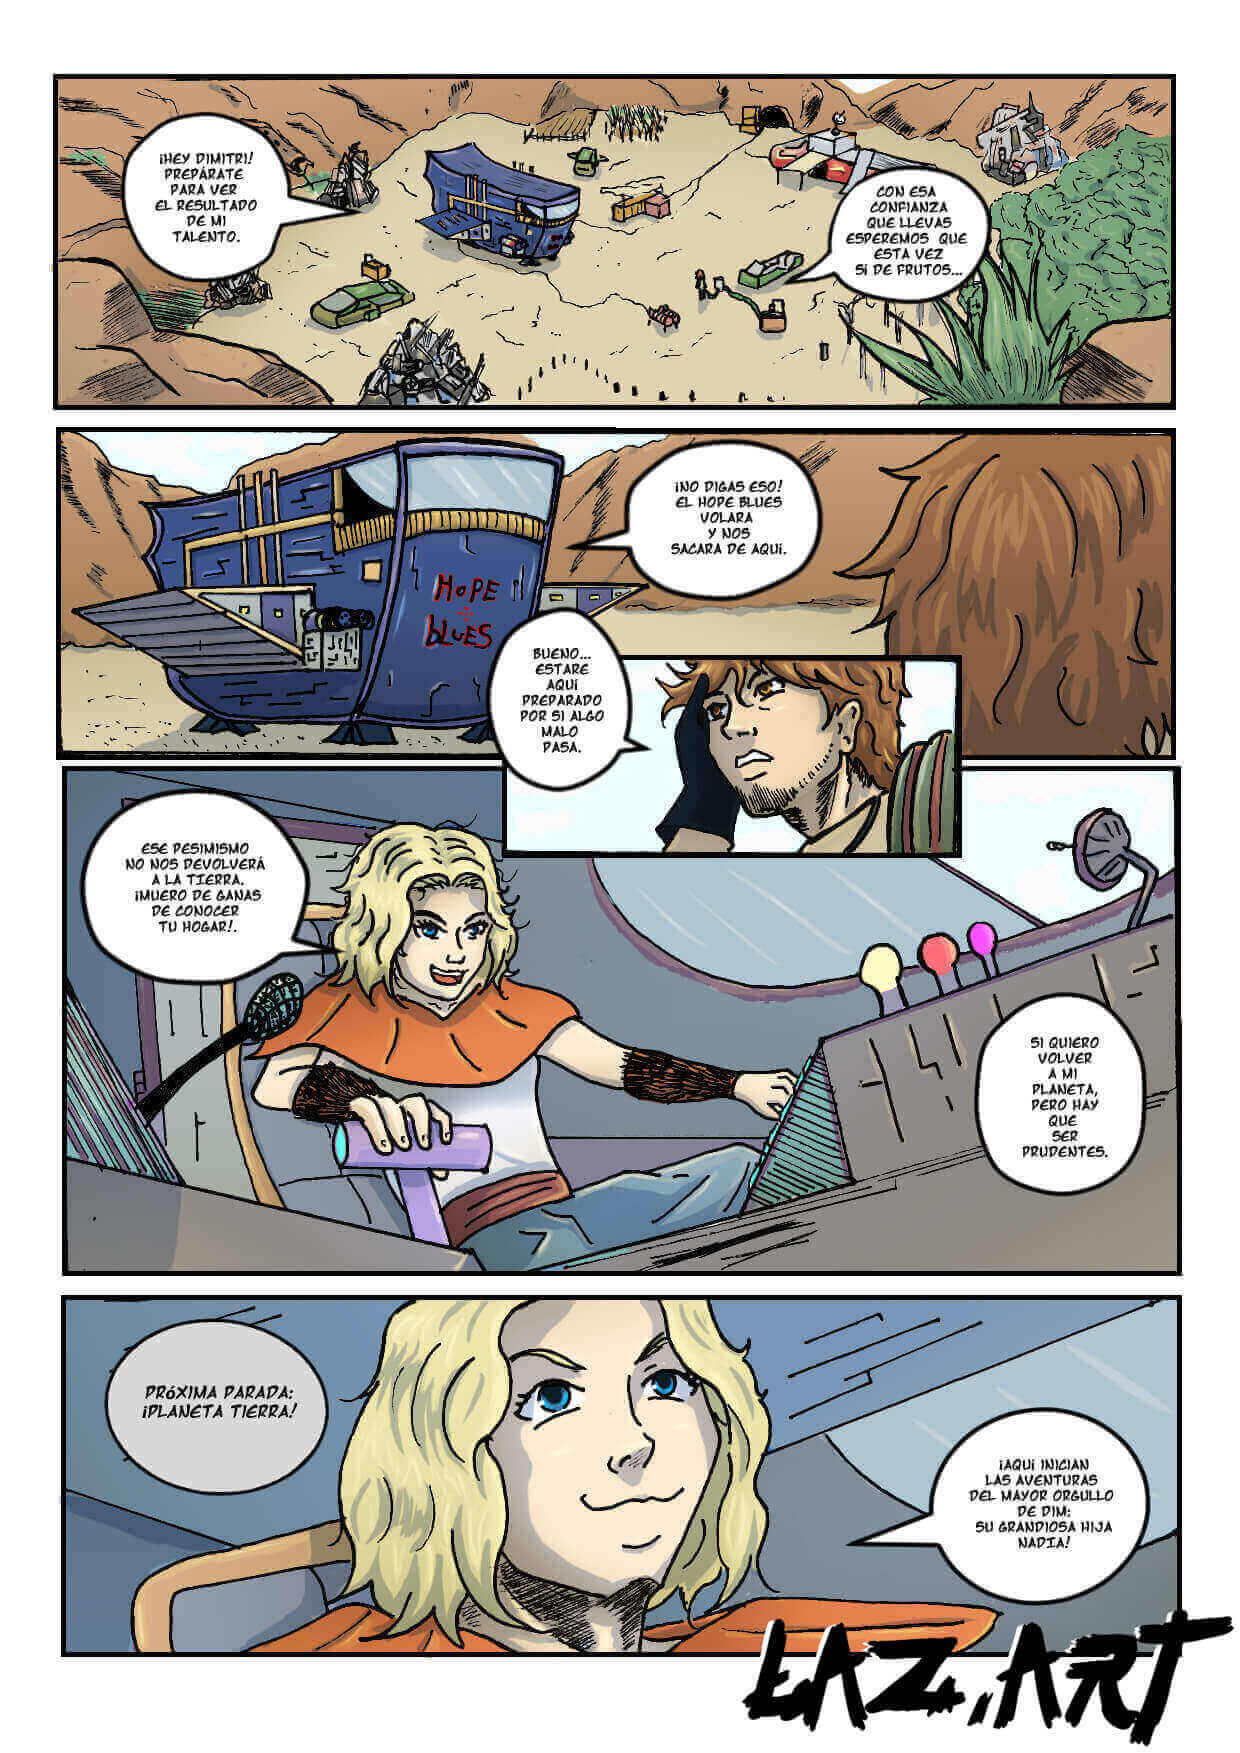 ¡HEY DIMITRI!
PREPÁRATE
PARA VER
EL RESULTADO
DE MI
TALENTO.
CON ESA
CONFIANZA
QUE LLEVAS
ESPEREMOS QUE
ESTA VEZ
SI DE FRUTOS...
¡NO DIGAS ESO!
EL HOPE BLUES
VOLARA
Y NOS
SACARA DE AQUÍ.
HOPE
BLUES
BUENO...
ESTARE
AQUÍ
PREPARADO
POR SI ALGO
MALO
PASA.
ESE PESIMISMO
NO NOS DEVOLVERÁ
A LA TIERRA.
¡MUERO DE GANAS
DE CONOCER
TU HOGAR!.
SI QUIERO
VOLVER
A MI
PLANETA,
PERO HAY
QUE
SER
PRUDENTES.
PRÓXIMA PARADA:
¡PLANETA TIERRA!
¡AQUÍ INICIAN
LAS AVENTURAS
DEL MAYOR ORGULLO
DE DIM:
SU GRANDIOSA HIJA
NADIA!
LAZ.ART